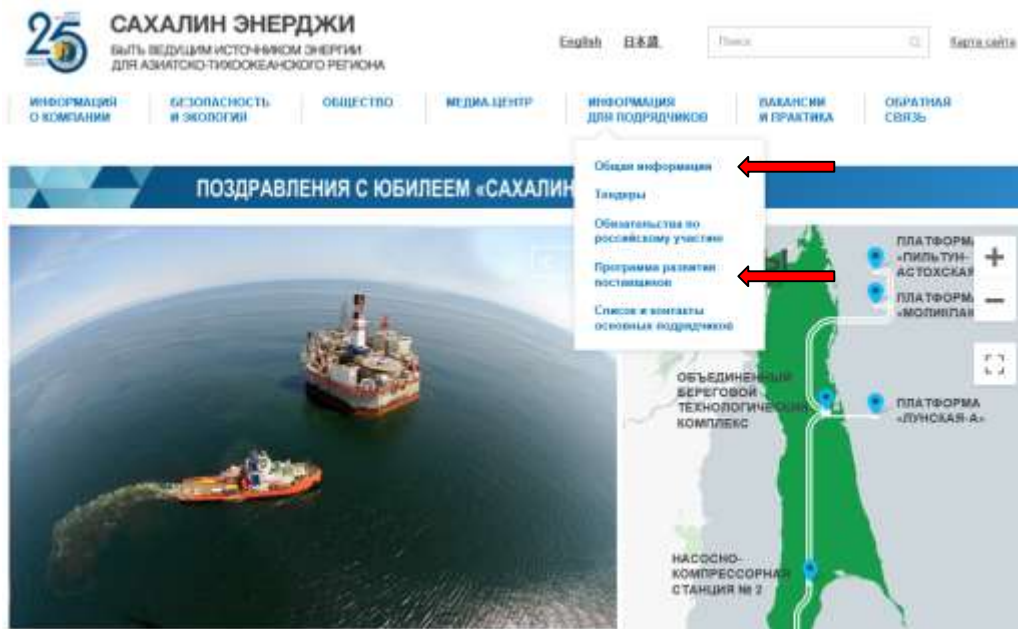 25
САХАЛИН ЭНЕРДЖИ
БЫТЬ ВЕДУЩИМ ИСТОЧНИКОМ ЭНЕРГИИ
ДЛЯ АЗИАТСКО-ТИХООКЕАНСКОГО РЕГИОНА
English 日本語 Поиск Карта сайта
ИНФОРМАЦИЯ
О КОМПАНИИ
БЕЗОПАСНОСТЬ
И ЭКОЛОГИЯ
ОБЩЕСТВО
МЕДИА-ЦЕНТР
ИНФОРМАЦИЯ
ДЛЯ ПОДРЯДЧИКОВ
ВАКАНСИИ
И ПРАКТИКА
ОБРАТНАЯ
СВЯЗЬ
Общая информация
Тендеры
Обязательства по
российскому участию
Программа развития
поставщиков
Список и контакты
основных подрядчиков
ПОЗДРАВЛЕНИЯ С ЮБИЛЕЕМ «САХАЛИН
ПЛАТФОРМА
«ПИЛЬТУН-
АСТОХСКАЯ
ПЛАТФОРМА
«МОЛИКПАК
ОБЪЕДИНЕННЫЙ
БЕРЕГОВОЙ
ТЕХНОЛОГИЧЕСКИЙ
КОМПЛЕКС
ПЛАТФОРМА
«ЛУНСКАЯ-А»
НАСОСНО-
КОМПРЕССОРНАЯ
СТАНЦИЯ № 2